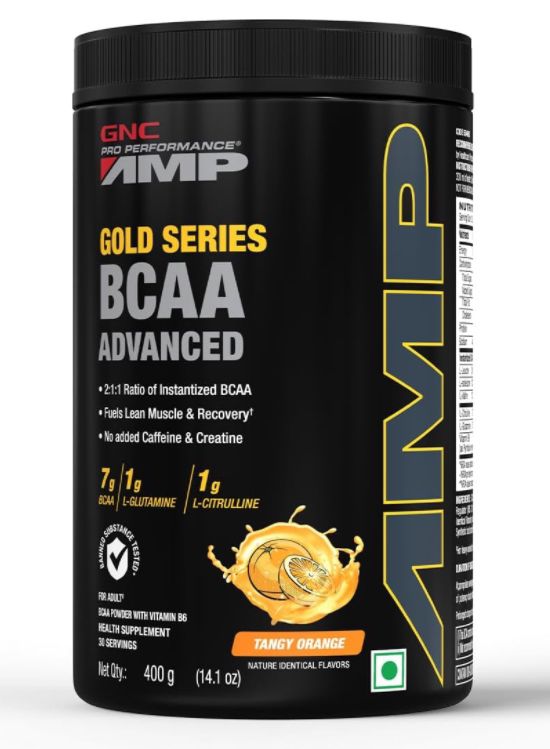 GNC
PRO PERFORMANCE®
AMP
GOLD SERIES
BCAA
ADVANCED
• 2:1:1 Ratio of Instantized BCAA
• Fuels Lean Muscle & Recovery†
• No added Caffeine & Creatine
7g BCAA
1g L-GLUTAMINE
1g L-CITRULLINE
BANNED SUBSTANCE TESTED
FOR ADULT
BCAA POWDER WITH VITAMIN B6
HEALTH SUPPLEMENT
30 SERVINGS
Net Qty.: 400 g (14.1 oz)
TANGY ORANGE
NATURE IDENTICAL FLAVORS
AMP